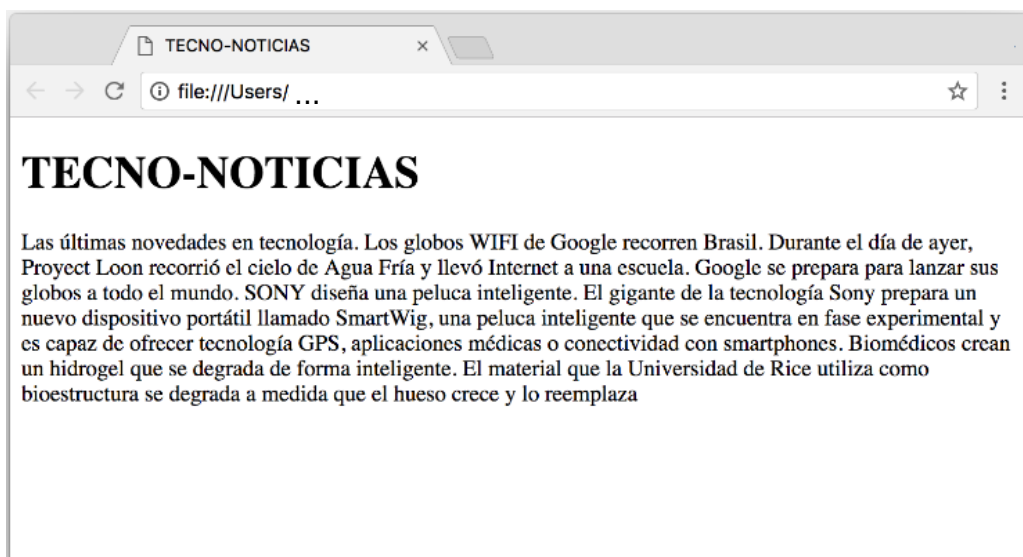 TECNO-NOTICIAS
file:///Users/ ...
TECNO-NOTICIAS
Las últimas novedades en tecnología. Los globos WIFI de Google recorren Brasil. Durante el día de ayer,
Proyect Loon recorrió el cielo de Agua Fría y llevó Internet a una escuela. Google se prepara para lanzar sus
globos a todo el mundo. SONY diseña una peluca inteligente. El gigante de la tecnología Sony prepara un
nuevo dispositivo portátil llamado SmartWig, una peluca inteligente que se encuentra en fase experimental y
es capaz de ofrecer tecnología GPS, aplicaciones médicas o conectividad con smartphones. Biomédicos crean
un hidrogel que se degrada de forma inteligente. El material que la Universidad de Rice utiliza como
bioestructura se degrada a medida que el hueso crece y lo reemplaza